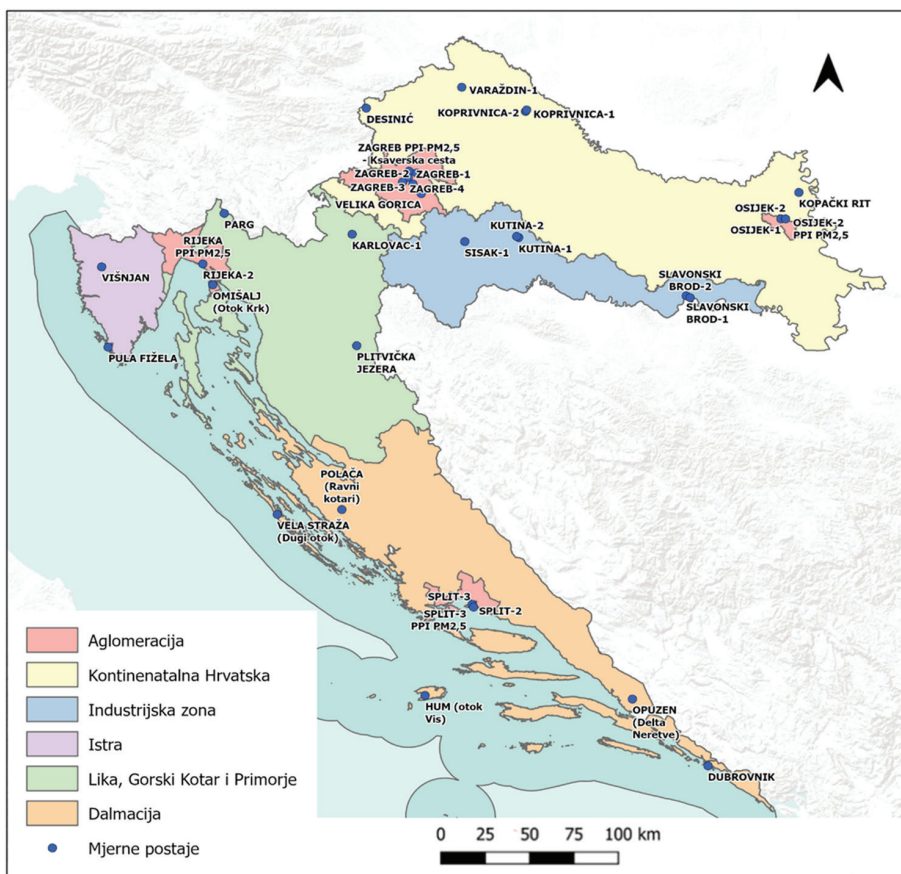 VARAŽDIN-1
DESINIĆ
KOPRIVNICA-2
KOPRIVNICA-1
ZAGREB PPI PM2,5
- Ksaverska cesta
ZAGREB-2
ZAGREB-1
ZAGREB-3
ZAGREB-4
VELIKA GORICA
KOPAČKI RIT
OSIJEK-2
OSIJEK-1
OSIJEK-2
PPI PM2,5
PARG
KARLOVAC-1
KUTINA-2
KUTINA-1
SISAK-1
RIJEKA
PPI PM2,5
RIJEKA-2
VIŠNJAN
OMIŠALJ
(Otok Krk)
SLAVONSKI
BROD-2
SLAVONSKI
BROD-1
PULA FIŽELA
PLITVIČKA
JEZERA
POLAČA
(Ravni
kotari)
VELA STRAŽA
(Dugi otok)
SPLIT-3
SPLIT-2
SPLIT-3
PPI PM2,5
HUM (otok
Vis)
OPUZEN
(Delta
Neretve)
DUBROVNIK
Aglomeracija
Kontinenatalna Hrvatska
Industrijska zona
Istra
Lika, Gorski Kotar i Primorje
Dalmacija
Mjerne postaje
0 25 50 75 100 km